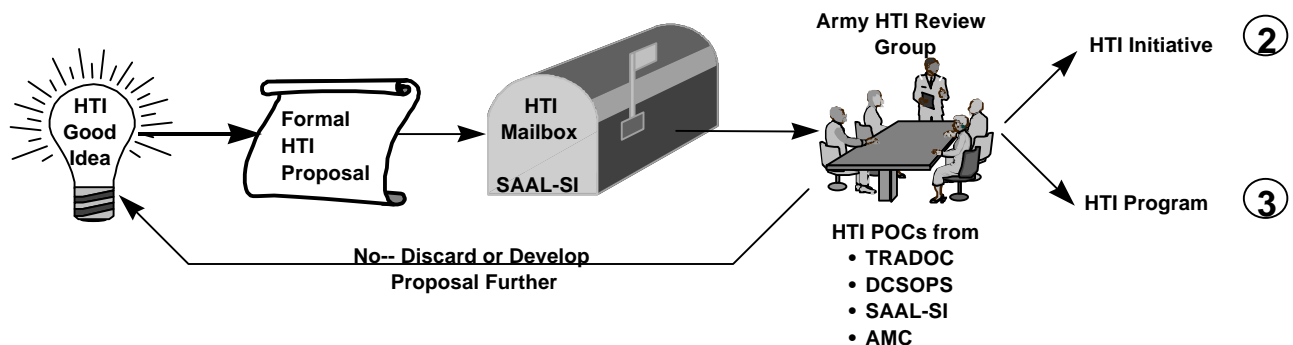 HTI
Good
Idea
Formal
HTI
Proposal
HTI
Mailbox
SAAL-SI
Army HTI Review
Group
HTI Initiative
2
HTI Program
3
No-- Discard or Develop
Proposal Further
HTI POCs from
• TRADOC
• DCSOPS
• SAAL-SI
• AMC